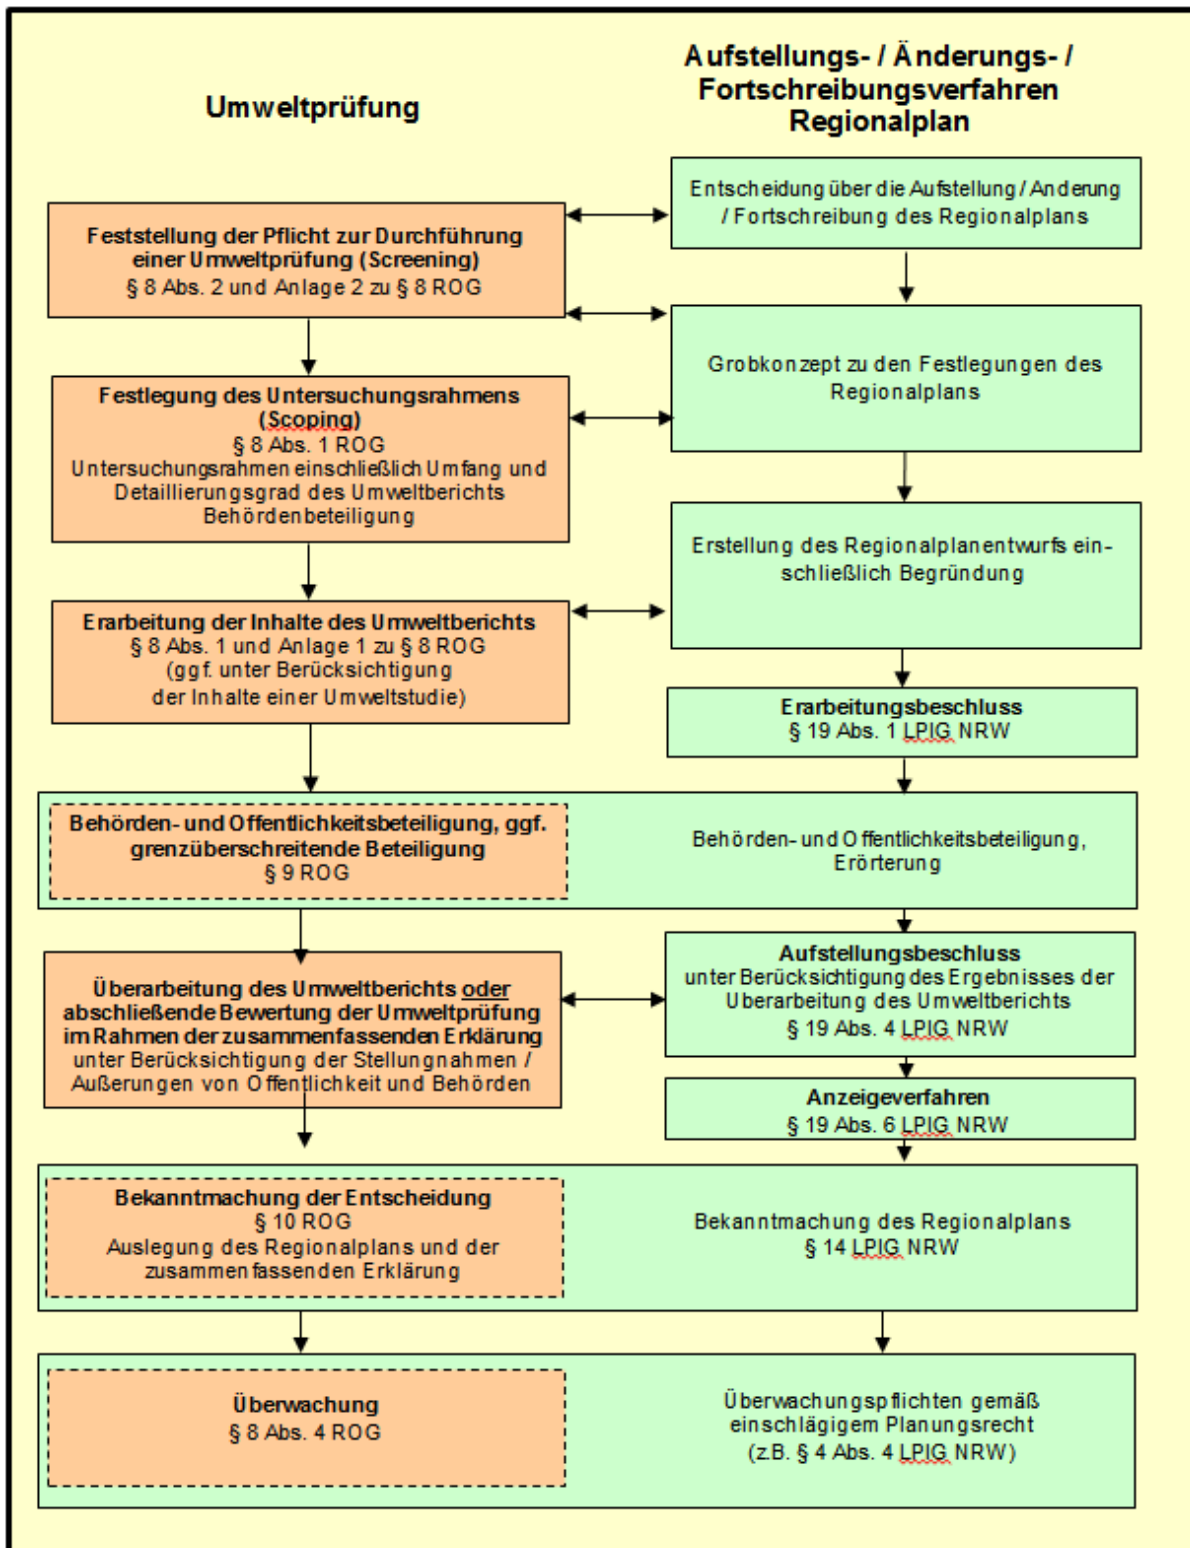 Umweltprüfung
Aufstellungs- / Änderungs- /
Fortschreibungsverfahren
Regionalplan
Entscheidung über die Aufstellung / Anderung
/ Fortschreibung des Regionalplans
Feststellung der Pflicht zur Durchführung
einer Umweltprüfung (Screening)
§ 8 Abs. 2 und Anlage 2 zu § 8 ROG
Grobkonzept zu den Festlegungen des
Regionalplans
Festlegung des Untersuchungsrahmens
(Scoping)
§ 8 Abs. 1 ROG
Untersuchungsrahmen einschließlich Umfang und
Detaillierungsgrad des Umweltberichts
Behördenbeteiligung
Erstellung des Regionalplanentwurfs ein-
schließlich Begründung
Erarbeitung der Inhalte des Umweltberichts
§ 8 Abs. 1 und Anlage 1 zu § 8 ROG
(ggf. unter Berücksichtigung
der Inhalte einer Umweltstudie)
Erarbeitungsbeschluss
§ 19 Abs. 1 LPlG NRW
Behörden- und Offentlichkeitsbeteiligung, ggf.
grenzüberschreitende Beteiligung
§ 9 ROG
Behörden- und Offentlichkeitsbeteiligung,
Erörterung
Aufstellungsbeschluss
unter Berücksichtigung des Ergebnisses der
Uberarbeitung des Umweltberichts
§ 19 Abs. 4 LPlG NRW
Überarbeitung des Umweltberichts oder
abschließende Bewertung der Umweltprüfung
im Rahmen der zusammenfassenden Erklärung
unter Berücksichtigung der Stellungnahmen /
Außerungen von Offentlichkeit und Behörden
Anzeigeverfahren
§ 19 Abs. 6 LPlG NRW
Bekanntmachung der Entscheidung
§ 10 ROG
Auslegung des Regionalplans und der
zusammenfassenden Erklärung
Bekanntmachung des Regionalplans
§ 14 LPlG NRW
Überwachung
§ 8 Abs. 4 ROG
Überwachungspflichten gemäß
einschlägigem Planungsrecht
(z.B. § 4 Abs. 4 LPlG NRW)